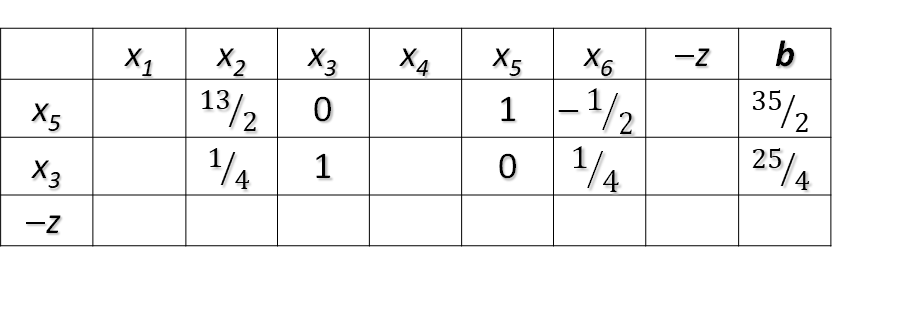 x₁ x₂ x₃ x₄ x₅ x₆ –z b
x₅ 13/2 0 1 –1/2 35/2
x₃ 1/4 1 0 1/4 25/4
–z